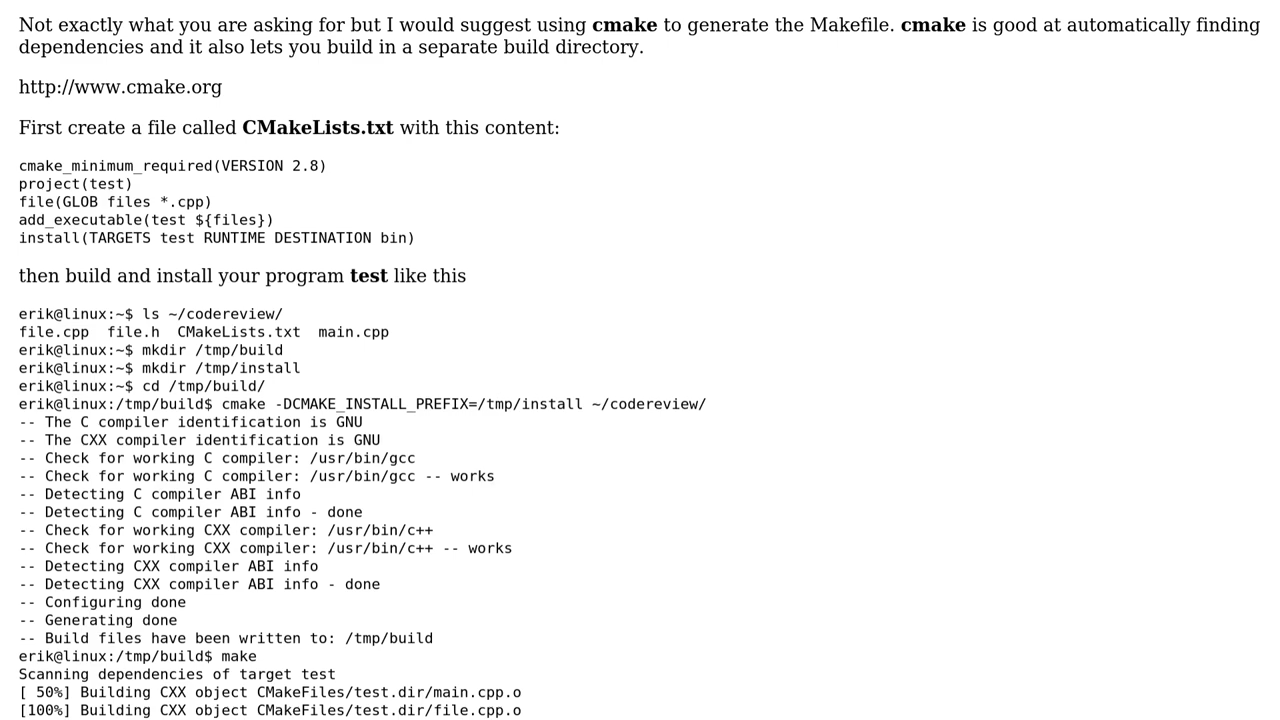 Not exactly what you are asking for but I would suggest using cmake to generate the Makefile. cmake is good at automatically finding
dependencies and it also lets you build in a separate build directory.
http://www.cmake.org
First create a file called CMakeLists.txt with this content:
cmake_minimum_required(VERSION 2.8)
project(test)
file(GLOB files *.cpp)
add_executable(test ${files})
install(TARGETS test RUNTIME DESTINATION bin)
then build and install your program test like this
erik@linux:~$ ls ~/codereview/
file.cpp  file.h  CMakeLists.txt  main.cpp
erik@linux:~$ mkdir /tmp/build
erik@linux:~$ mkdir /tmp/install
erik@linux:~$ cd /tmp/build/
erik@linux:/tmp/build$ cmake -DCMAKE_INSTALL_PREFIX=/tmp/install ~/codereview/
-- The C compiler identification is GNU
-- The CXX compiler identification is GNU
-- Check for working C compiler: /usr/bin/gcc
-- Check for working C compiler: /usr/bin/gcc -- works
-- Detecting C compiler ABI info
-- Detecting C compiler ABI info - done
-- Check for working CXX compiler: /usr/bin/c++
-- Check for working CXX compiler: /usr/bin/c++ -- works
-- Detecting CXX compiler ABI info
-- Detecting CXX compiler ABI info - done
-- Configuring done
-- Generating done
-- Build files have been written to: /tmp/build
erik@linux:/tmp/build$ make
Scanning dependencies of target test
[ 50%] Building CXX object CMakeFiles/test.dir/main.cpp.o
[100%] Building CXX object CMakeFiles/test.dir/file.cpp.o